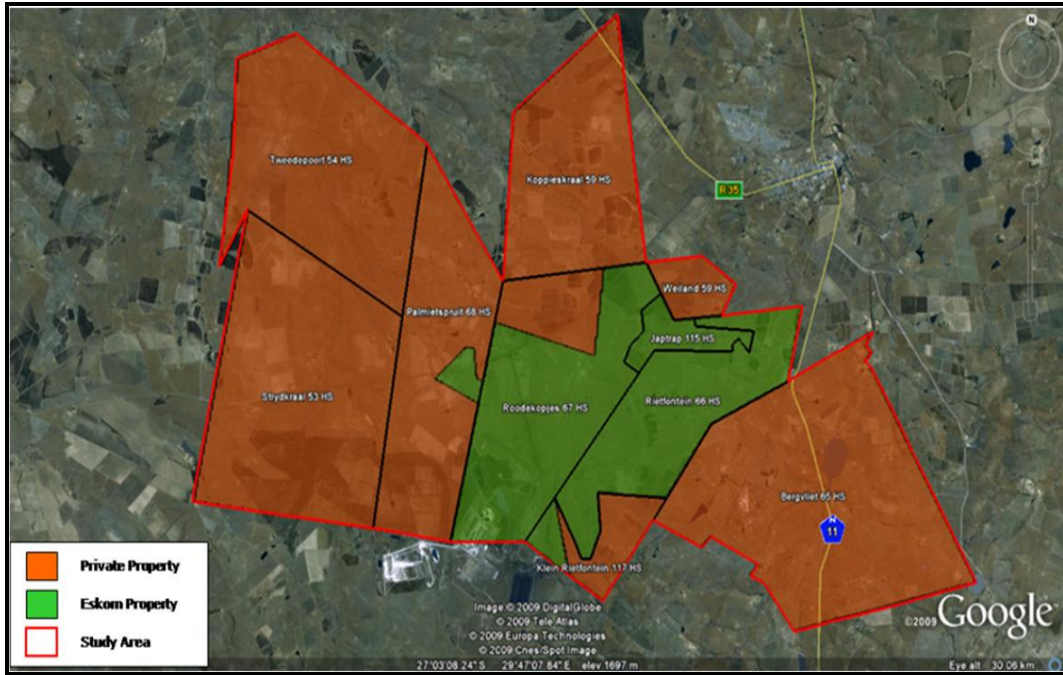 N
Tweedepoort 54 HS
Koppieskraal 59 HS
R35
Weiland 59 HS
Palmietspruit 68 HS
Japtrap 115 HS
Strydkraal 53 HS
Roodekopjes 67 HS
Rietfontein 66 HS
Bergvliet 65 HS
N
11
Klein Rietfontein 117 HS
Private Property
Eskom Property
Study Area
Image © 2009 DigitalGlobe
© 2009 Tele Atlas
© 2009 Europa Technologies
© 2009 Cnes/Spot Image
©2009 Google
27°03'08.24" S 29°47'07.84" E elev 1697 m
Eye alt 30.06 km